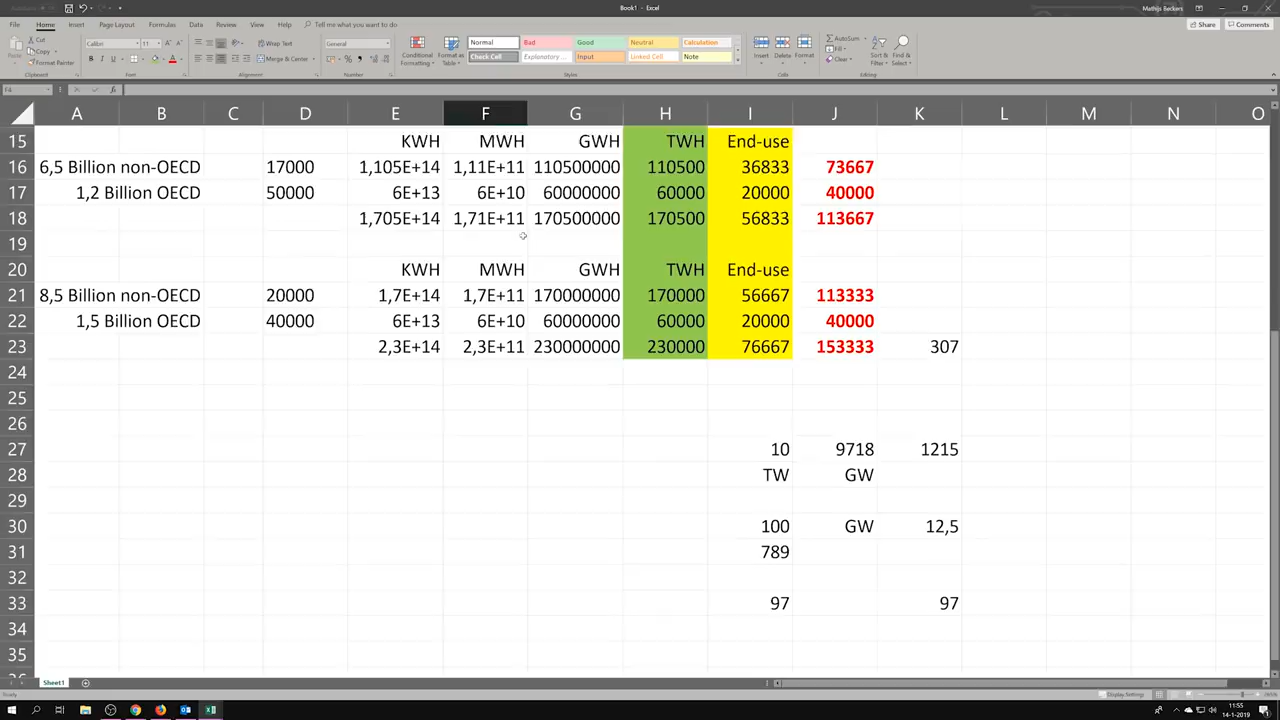 Book1 - Excel
Mathijs Beckers
File Home Insert Page Layout Formulas Data Review View Help Tell me what you want to do Share Comments
Cut
Copy
Format Painter
Paste
Clipboard
Calibri 11
Font
Wrap Text
Merge & Center
Alignment
General
Number
Conditional Formatting
Format as Table
Normal Bad Good Neutral Calculation
Check Cell Explanatory ... Input Linked Cell Note
Styles
Insert Delete Format
Cells
AutoSum
Fill
Clear
Sort & Filter
Find & Select
Editing
F4
A B C D E F G H I J K L M N O
15 KWH MWH GWH TWH End-use
16 6,5 Billion non-OECD 17000 1,105E+14 1,11E+11 110500000 110500 36833 73667
17 1,2 Billion OECD 50000 6E+13 6E+10 60000000 60000 20000 40000
18 1,705E+14 1,71E+11 170500000 170500 56833 113667
19
20 KWH MWH GWH TWH End-use
21 8,5 Billion non-OECD 20000 1,7E+14 1,7E+11 170000000 170000 56667 113333
22 1,5 Billion OECD 40000 6E+13 6E+10 60000000 60000 20000 40000
23 2,3E+14 2,3E+11 230000000 230000 76667 153333 307
24
25
26
27 10 9718 1215
28 TW GW
29
30 100 GW 12,5
31 789
32
33 97 97
34
35
Sheet1
Ready
Display Settings
11:55
14-1-2019